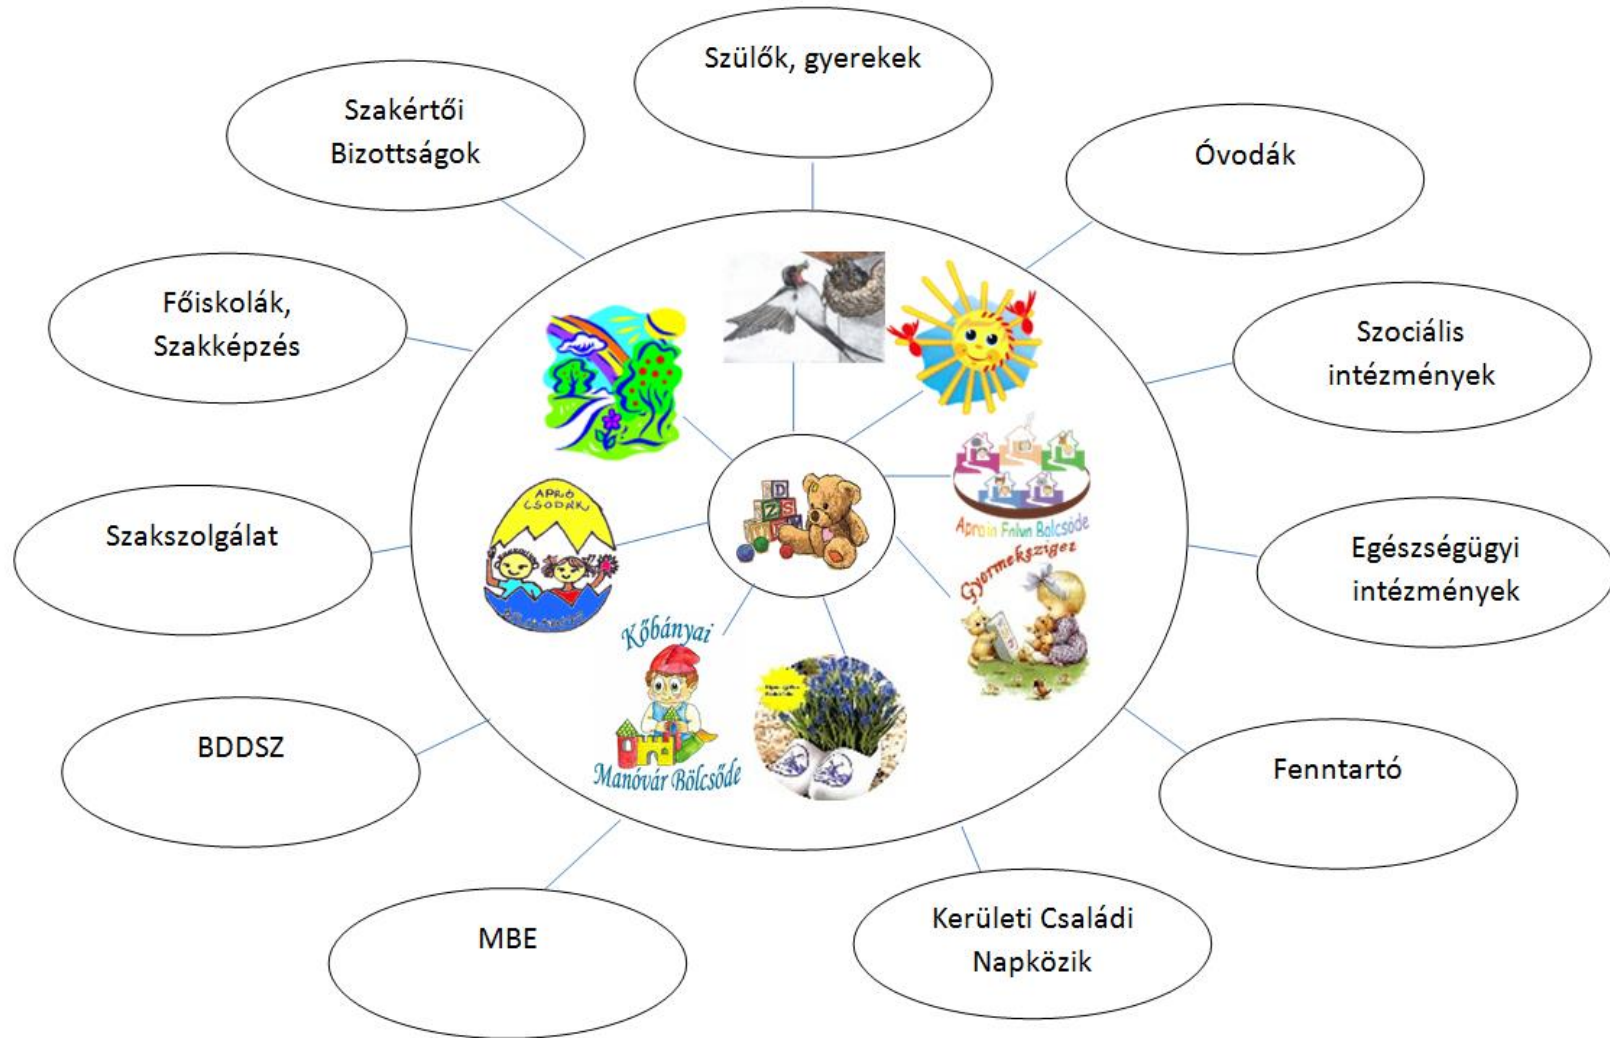 Szülők, gyerekek
Szakértői
Bizottságok
Óvodák
Főiskolák,
Szakképzés
Szociális
intézmények
Szakszolgálat
APRÓ
CSODÁK
D
Z S
Apraja Falva Bölcsőde
Gyermeksziget
Egészségügyi
intézmények
Kőbányai
Manóvár Bölcsőde
BDDSZ
Fenntartó
MBE
Kerületi Családi
Napközik